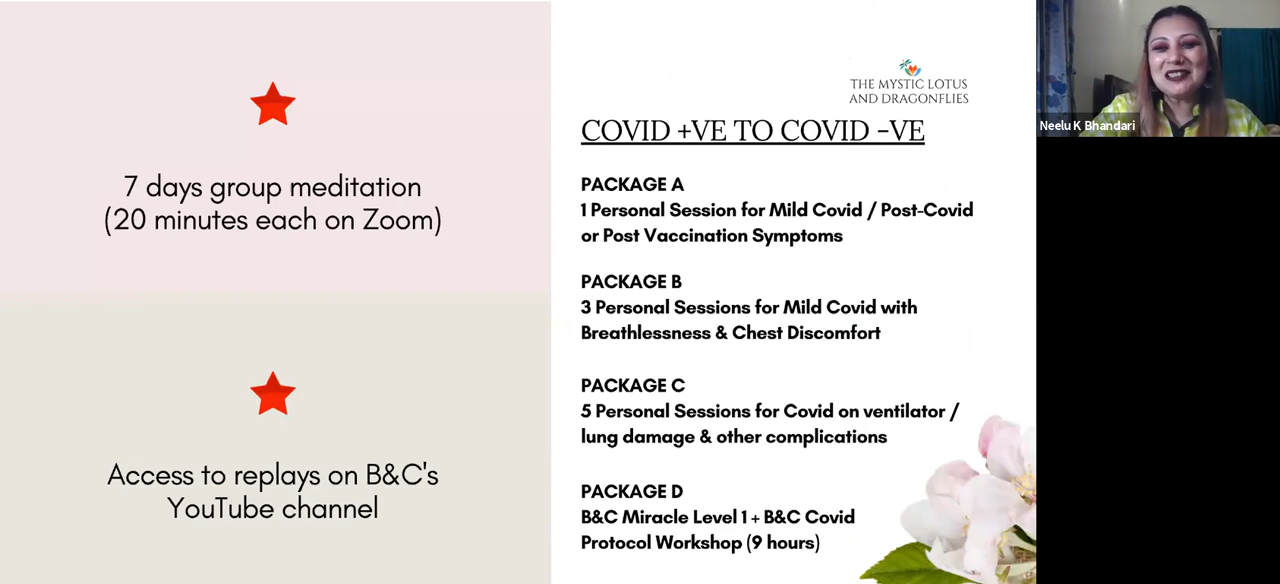 7 days group meditation
(20 minutes each on Zoom)
Access to replays on B&C's
YouTube channel
THE MYSTIC LOTUS
AND DRAGONFLIES
COVID +VE TO COVID -VE
PACKAGE A
1 Personal Session for Mild Covid / Post-Covid
or Post Vaccination Symptoms
PACKAGE B
3 Personal Sessions for Mild Covid with
Breathlessness & Chest Discomfort
PACKAGE C
5 Personal Sessions for Covid on ventilator /
lung damage & other complications
PACKAGE D
B&C Miracle Level 1 + B&C Covid
Protocol Workshop (9 hours)
Neelu K Bhandari